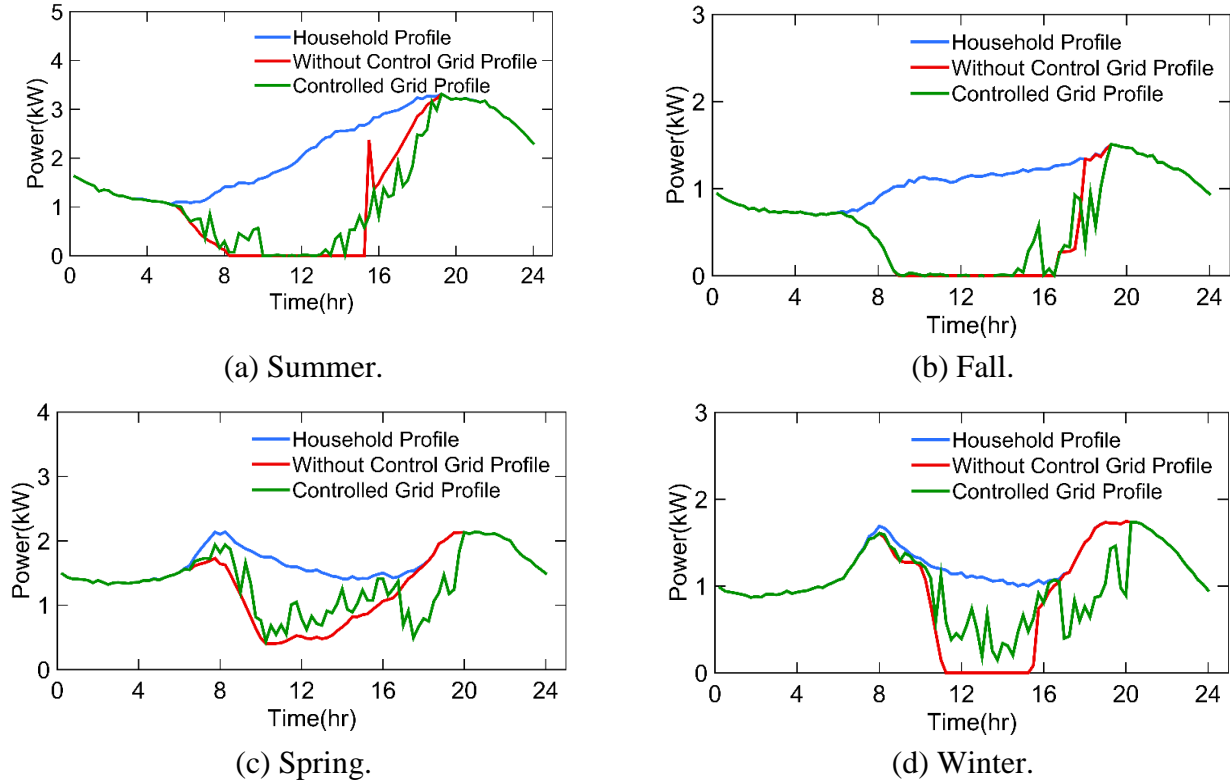 5
4
3
2
1
0
Power(kW)
Household Profile
Without Control Grid Profile
Controlled Grid Profile
0 4 8 12 16 20 24
Time(hr)
(a) Summer.
3
2
1
0
Power(kW)
Household Profile
Without Control Grid Profile
Controlled Grid Profile
0 4 8 12 16 20 24
Time(hr)
(b) Fall.
4
3
2
1
0
Power(kW)
Household Profile
Without Control Grid Profile
Controlled Grid Profile
0 4 8 12 16 20 24
Time(hr)
(c) Spring.
3
2
1
0
Power(kW)
Household Profile
Without Control Grid Profile
Controlled Grid Profile
0 4 8 12 16 20 24
Time(hr)
(d) Winter.